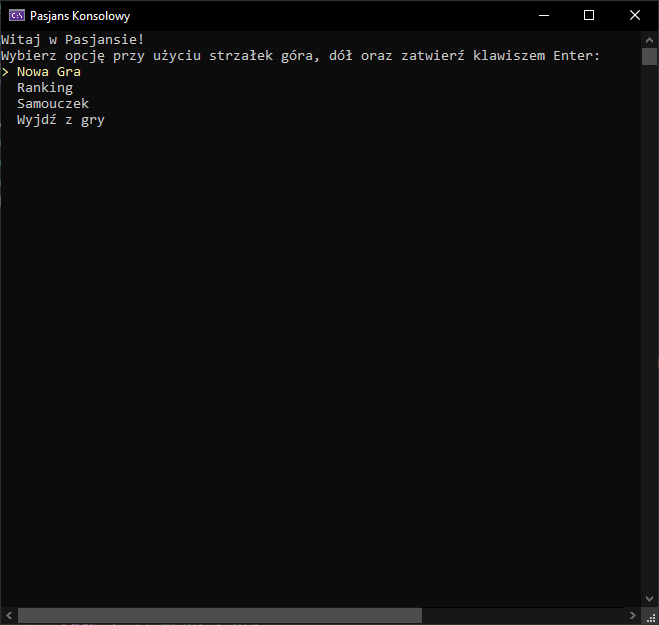 Pasjans Konsolowy
Witaj w Pasjansie!
Wybierz opcję przy użyciu strzałek góra, dół oraz zatwierź klawiszem Enter:
> Nowa Gra
Ranking
Samouczek
Wyjdź z gry